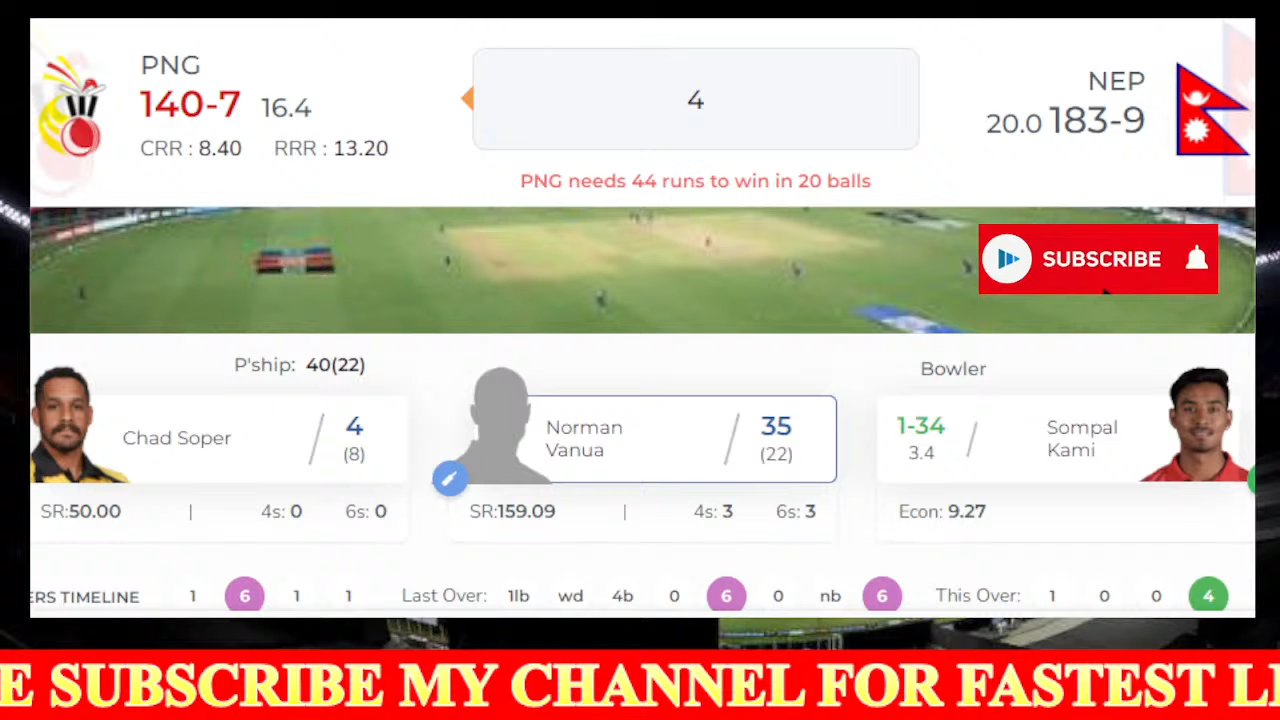 PNG
140-7 16.4
CRR : 8.40 RRR : 13.20
4
NEP
20.0 183-9
PNG needs 44 runs to win in 20 balls
SUBSCRIBE
P'ship: 40(22)
Bowler
Chad Soper / 4
(8)
Norman
Vanua / 35
(22)
1-34
3.4 / Sompal
Kami
SR:50.00 | 4s: 0 6s: 0
SR:159.09 | 4s: 3 6s: 3
Econ: 9.27
ERS TIMELINE 1 6 1 1 Last Over: 1lb wd 4b 0 6 0 nb 6 This Over: 1 0 0 4
E SUBSCRIBE MY CHANNEL FOR FASTEST LI